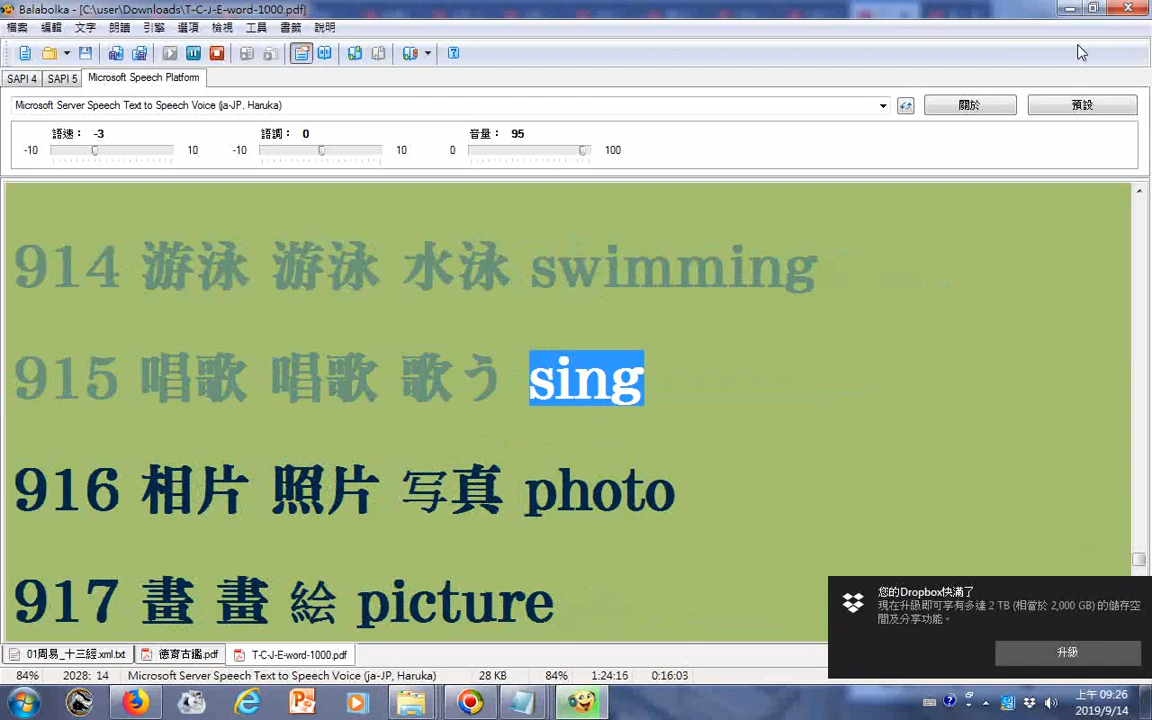 Balabolka - [C:\user\Downloads\T-C-J-E-word-1000.pdf]
檔案 編輯 文字 朗讀 引擎 選項 檢視 工具 書籤 說明
SAPI 4 SAPI 5 Microsoft Speech Platform
Microsoft Server Speech Text to Speech Voice (ja-JP, Haruka) 關於 預設
語速： -3 語調： 0 音量： 95
-10 10 -10 10 0 100
914 游泳 游泳 水泳 swimming
915 唱歌 唱歌 歌う sing
916 相片 照片 写真 photo
917 畫 畫 絵 picture
您的Dropbox快滿了
現在升級即可享有多達 2 TB (相當於 2,000 GB) 的儲存空
間及分享功能。
升級
01周易_十三經.xml.txt 德育古鑑.pdf T-C-J-E-word-1000.pdf
84% 2028: 14 Microsoft Server Speech Text to Speech Voice (ja-JP, Haruka) 28 KB 84% 1:24:16 0:16:03
上午 09:26
2019/9/14